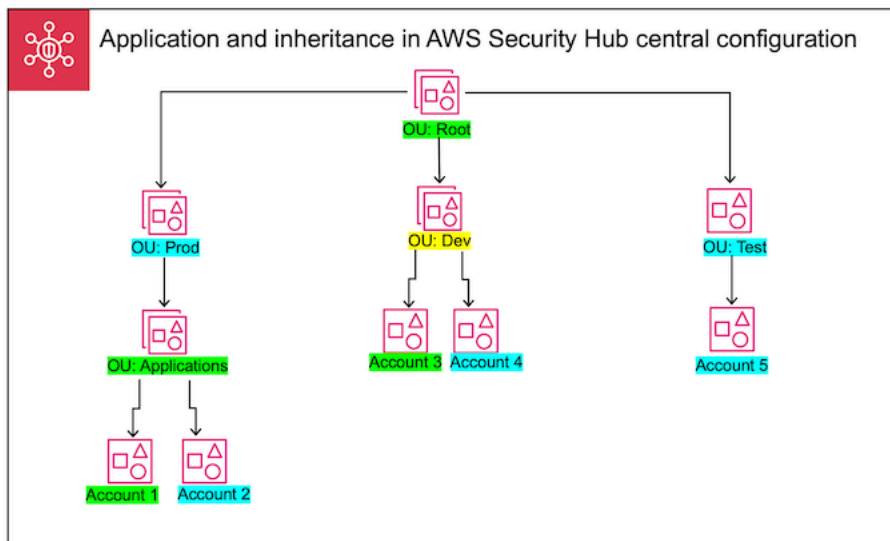 Application and inheritance in AWS Security Hub central configuration
OU: Root
OU: Prod
OU: Dev
OU: Test
OU: Applications
Account 3
Account 4
Account 5
Account 1
Account 2